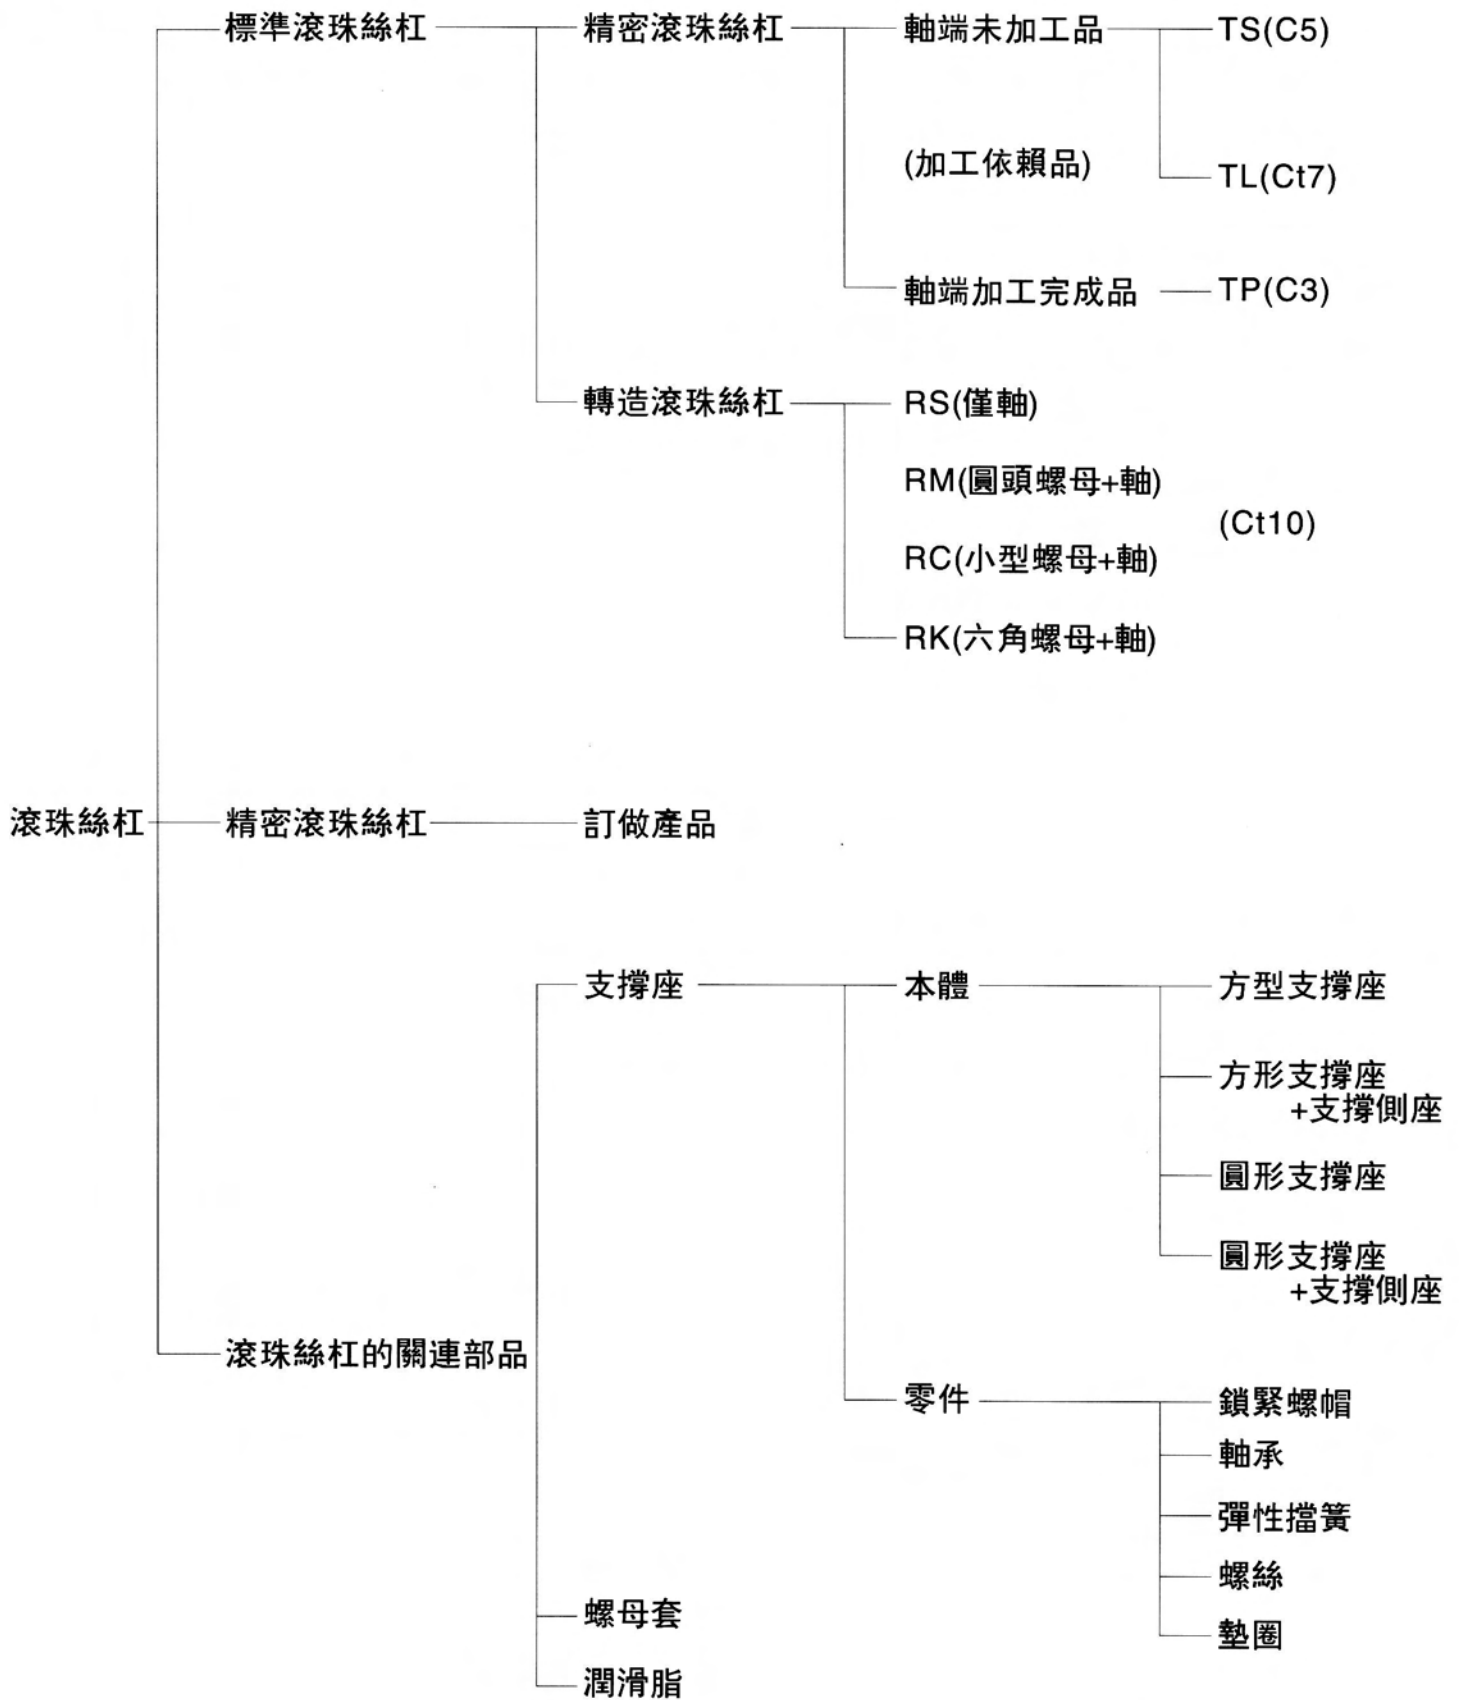 標準滾珠絲杠
精密滾珠絲杠
軸端未加工品
TS(C5)
(加工依賴品)
TL(Ct7)
軸端加工完成品
TP(C3)
轉造滾珠絲杠
RS(僅軸)
RM(圓頭螺母+軸)
(Ct10)
RC(小型螺母+軸)
RK(六角螺母+軸)
滾珠絲杠
精密滾珠絲杠
訂做產品
支撐座
本體
方型支撐座
方形支撐座
+支撐側座
圓形支撐座
圓形支撐座
+支撐側座
滾珠絲杠的關連部品
零件
鎖緊螺帽
軸承
彈性擋簧
螺絲
螺母套
墊圈
潤滑脂